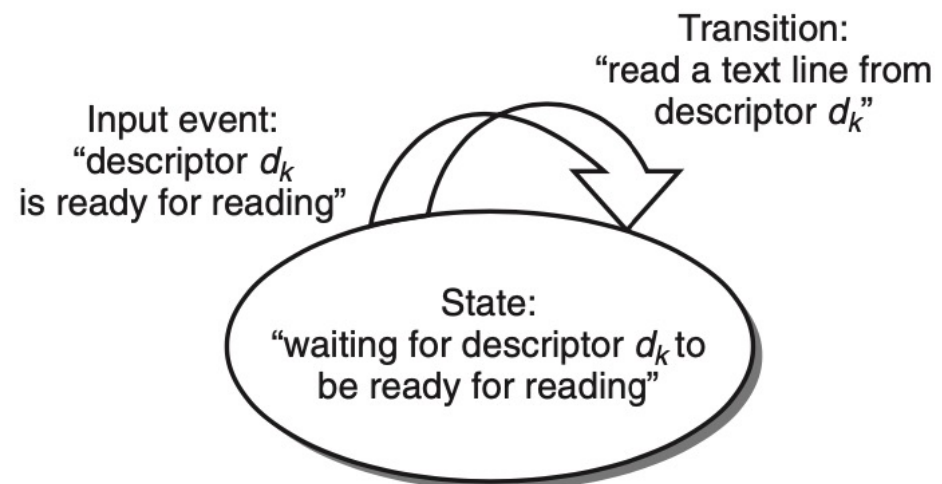 Transition:
“read a text line from
descriptor dk”
Input event:
“descriptor dk
is ready for reading”
State:
“waiting for descriptor dk to
be ready for reading”